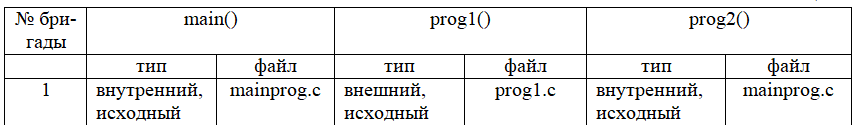 № бри-гады main() prog1() prog2()
тип файл тип файл тип файл
1 внутренний, исходный mainprog.c внешний, исходный prog1.c внутренний, исходный mainprog.c